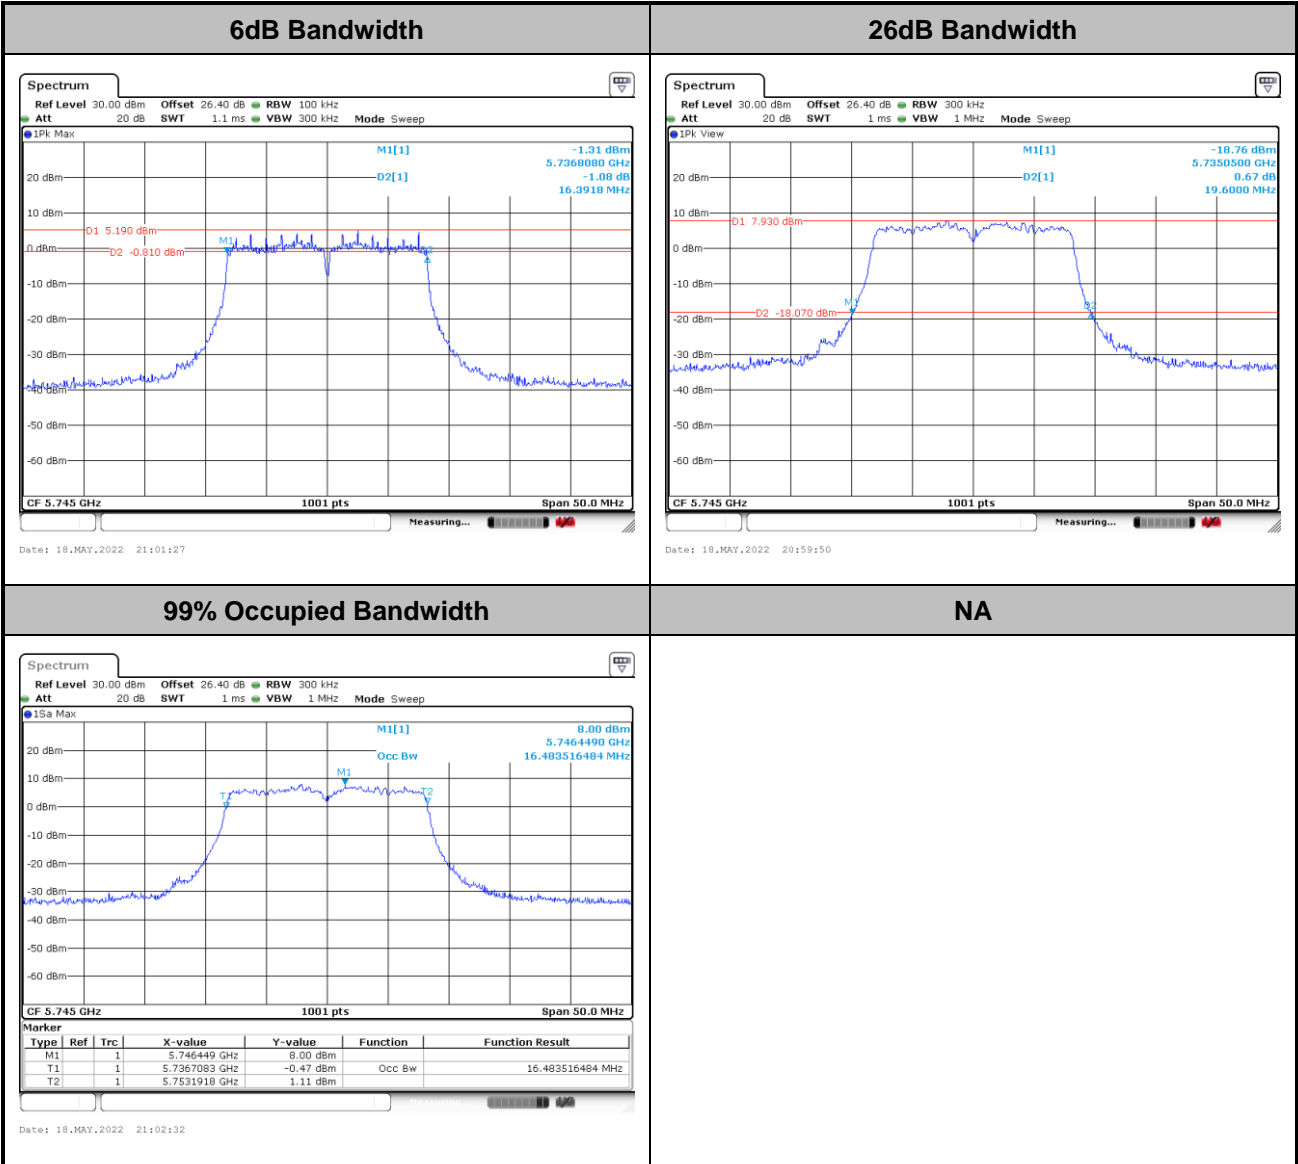 6dB Bandwidth
26dB Bandwidth
Spectrum
Ref Level 30.00 dBm Offset 26.40 dB RBW 100 kHz
Att 20 dB SWT 1.1 ms VBW 300 kHz Mode Sweep
1Pk Max
M1[1] -1.31 dBm
5.7368080 GHz
D2[1] -1.08 dB
16.3918 MHz
20 dBm
10 dBm
D1 5.190 dBm
M1
0 dBm
D2
D2 -0.810 dBm
-10 dBm
-20 dBm
-30 dBm
-40 dBm
-50 dBm
-60 dBm
CF 5.745 GHz 1001 pts Span 50.0 MHz
Measuring...
Date: 18.MAY.2022 21:01:27
Spectrum
Ref Level 30.00 dBm Offset 26.40 dB RBW 300 kHz
Att 20 dB SWT 1 ms VBW 1 MHz Mode Sweep
1Pk View
M1[1] -18.76 dBm
5.7350500 GHz
D2[1] 0.67 dB
19.6000 MHz
20 dBm
10 dBm
D1 7.930 dBm
0 dBm
-10 dBm
M1
D2
D2 -18.070 dBm
-20 dBm
-30 dBm
-40 dBm
-50 dBm
-60 dBm
CF 5.745 GHz 1001 pts Span 50.0 MHz
Measuring...
Date: 18.MAY.2022 20:59:50
99% Occupied Bandwidth
NA
Spectrum
Ref Level 30.00 dBm Offset 26.40 dB RBW 300 kHz
Att 20 dB SWT 1 ms VBW 1 MHz Mode Sweep
1Sa Max
M1[1] 8.00 dBm
5.7464490 GHz
Occ Bw 16.483516484 MHz
20 dBm
M1
10 dBm
T1
T2
0 dBm
-10 dBm
-20 dBm
-30 dBm
-40 dBm
-50 dBm
-60 dBm
CF 5.745 GHz 1001 pts Span 50.0 MHz
Marker
Type Ref Trc X-value Y-value Function Function Result
M1 1 5.746449 GHz 8.00 dBm
T1 1 5.7367083 GHz -0.47 dBm Occ Bw 16.483516484 MHz
T2 1 5.7531918 GHz 1.11 dBm
Measuring...
Date: 18.MAY.2022 21:02:32